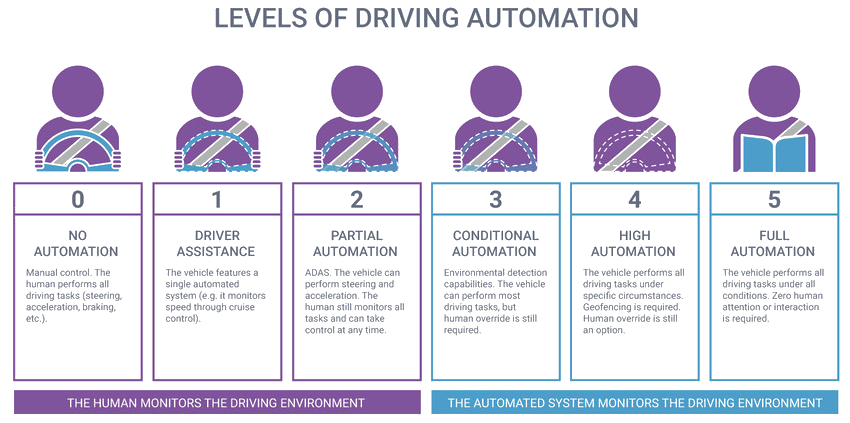 LEVELS OF DRIVING AUTOMATION
0
NO
AUTOMATION
Manual control. The
human performs all
driving tasks (steering,
acceleration, braking,
etc.).
1
DRIVER
ASSISTANCE
The vehicle features a
single automated
system (e.g. it monitors
speed through cruise
control).
2
PARTIAL
AUTOMATION
ADAS. The vehicle can
perform steering and
acceleration. The
human still monitors all
tasks and can take
control at any time.
3
CONDITIONAL
AUTOMATION
Environmental detection
capabilities. The vehicle
can perform most
driving tasks, but
human override is still
required.
4
HIGH
AUTOMATION
The vehicle performs all
driving tasks under
specific circumstances.
Geofencing is required.
Human override is still
an option.
5
FULL
AUTOMATION
The vehicle performs all
driving tasks under all
conditions. Zero human
attention or interaction
is required.
THE HUMAN MONITORS THE DRIVING ENVIRONMENT
THE AUTOMATED SYSTEM MONITORS THE DRIVING ENVIRONMENT